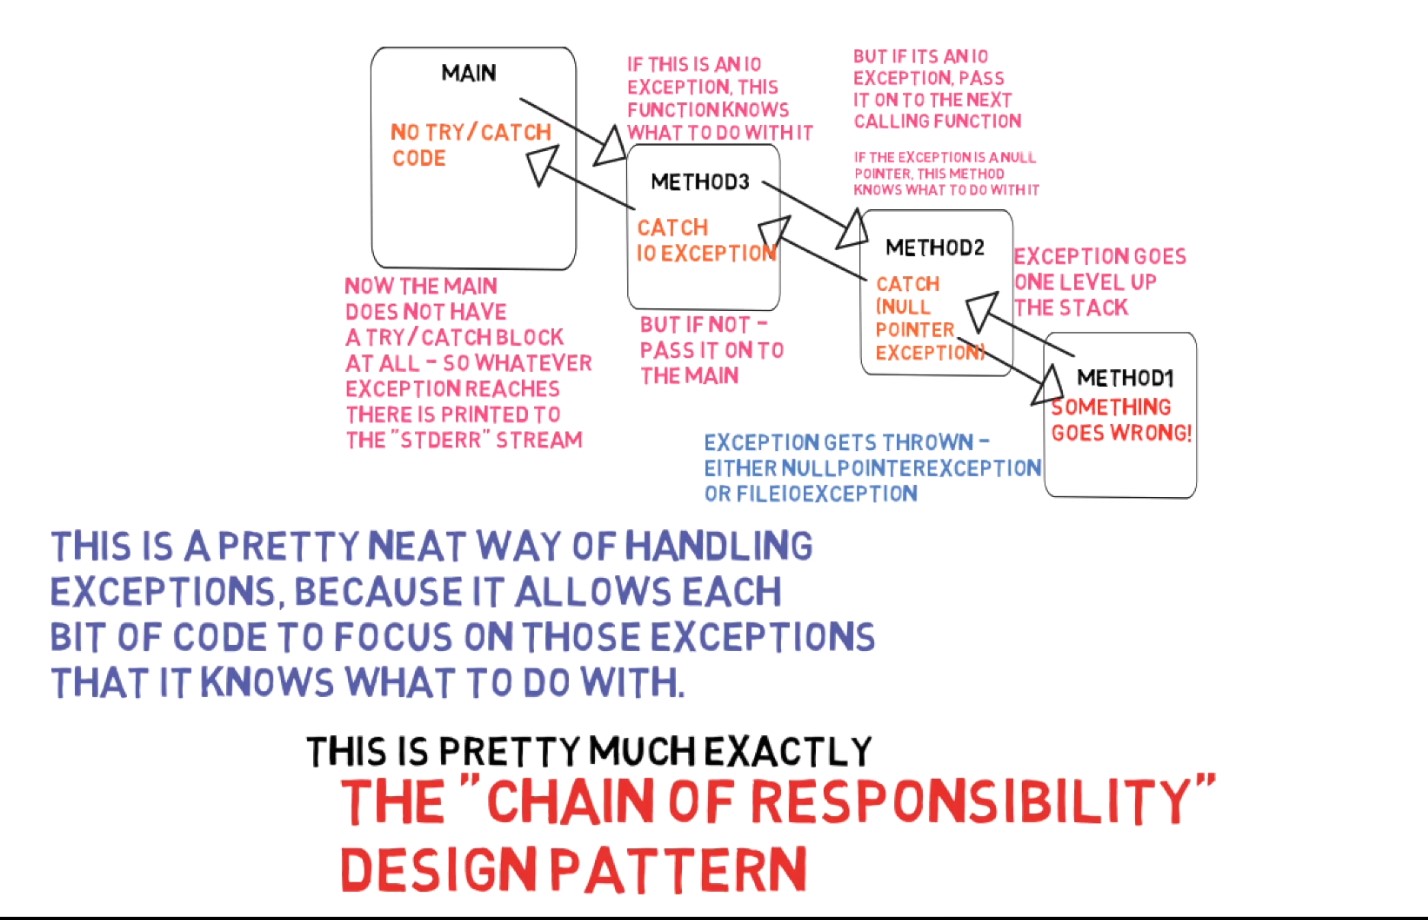 MAIN
NO TRY/CATCH
CODE
NOW THE MAIN
DOES NOT HAVE
A TRY/CATCH BLOCK
AT ALL - SO WHATEVER
EXCEPTION REACHES
THERE IS PRINTED TO
THE "STDERR" STREAM
IF THIS IS AN IO
EXCEPTION, THIS
FUNCTION KNOWS
WHAT TO DO WITH IT
METHOD3
CATCH
IO EXCEPTION
BUT IF NOT -
PASS IT ON TO
THE MAIN
BUT IF ITS AN IO
EXCEPTION, PASS
IT ON TO THE NEXT
CALLING FUNCTION
IF THE EXCEPTION IS A NULL
POINTER, THIS METHOD
KNOWS WHAT TO DO WITH IT
METHOD2
CATCH
(NULL
POINTER
EXCEPTION)
EXCEPTION GOES
ONE LEVEL UP
THE STACK
METHOD1
SOMETHING
GOES WRONG!
EXCEPTION GETS THROWN -
EITHER NULLPOINTEREXCEPTION
OR FILEIOEXCEPTION
THIS IS A PRETTY NEAT WAY OF HANDLING
EXCEPTIONS, BECAUSE IT ALLOWS EACH
BIT OF CODE TO FOCUS ON THOSE EXCEPTIONS
THAT IT KNOWS WHAT TO DO WITH.
THIS IS PRETTY MUCH EXACTLY
THE "CHAIN OF RESPONSIBILITY"
DESIGN PATTERN